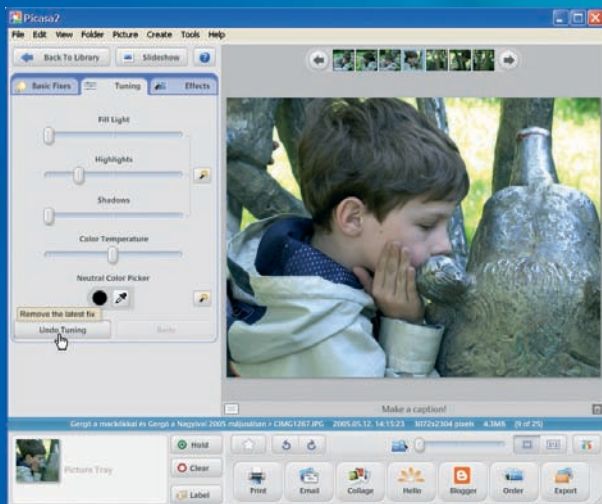 Picasa2
File Edit View Folder Picture Create Tools Help
Back To Library Slideshow ?
Basic Fixes Tuning Effects
Fill Light
Highlights
Shadows
Color Temperature
Neutral Color Picker
Remove the latest fix
Undo Tuning Redo
Make a caption!
Gergő a mackókkal és Gergő a Nagyival 2005 májusában > CIMG1267.JPG 2005.05.12. 14:15:23 3072x2304 pixels 4.3MB (9 of 25)
Picture Tray
Hold
Clear
Label
1:1
Print Email Collage Hello Blogger Order Export